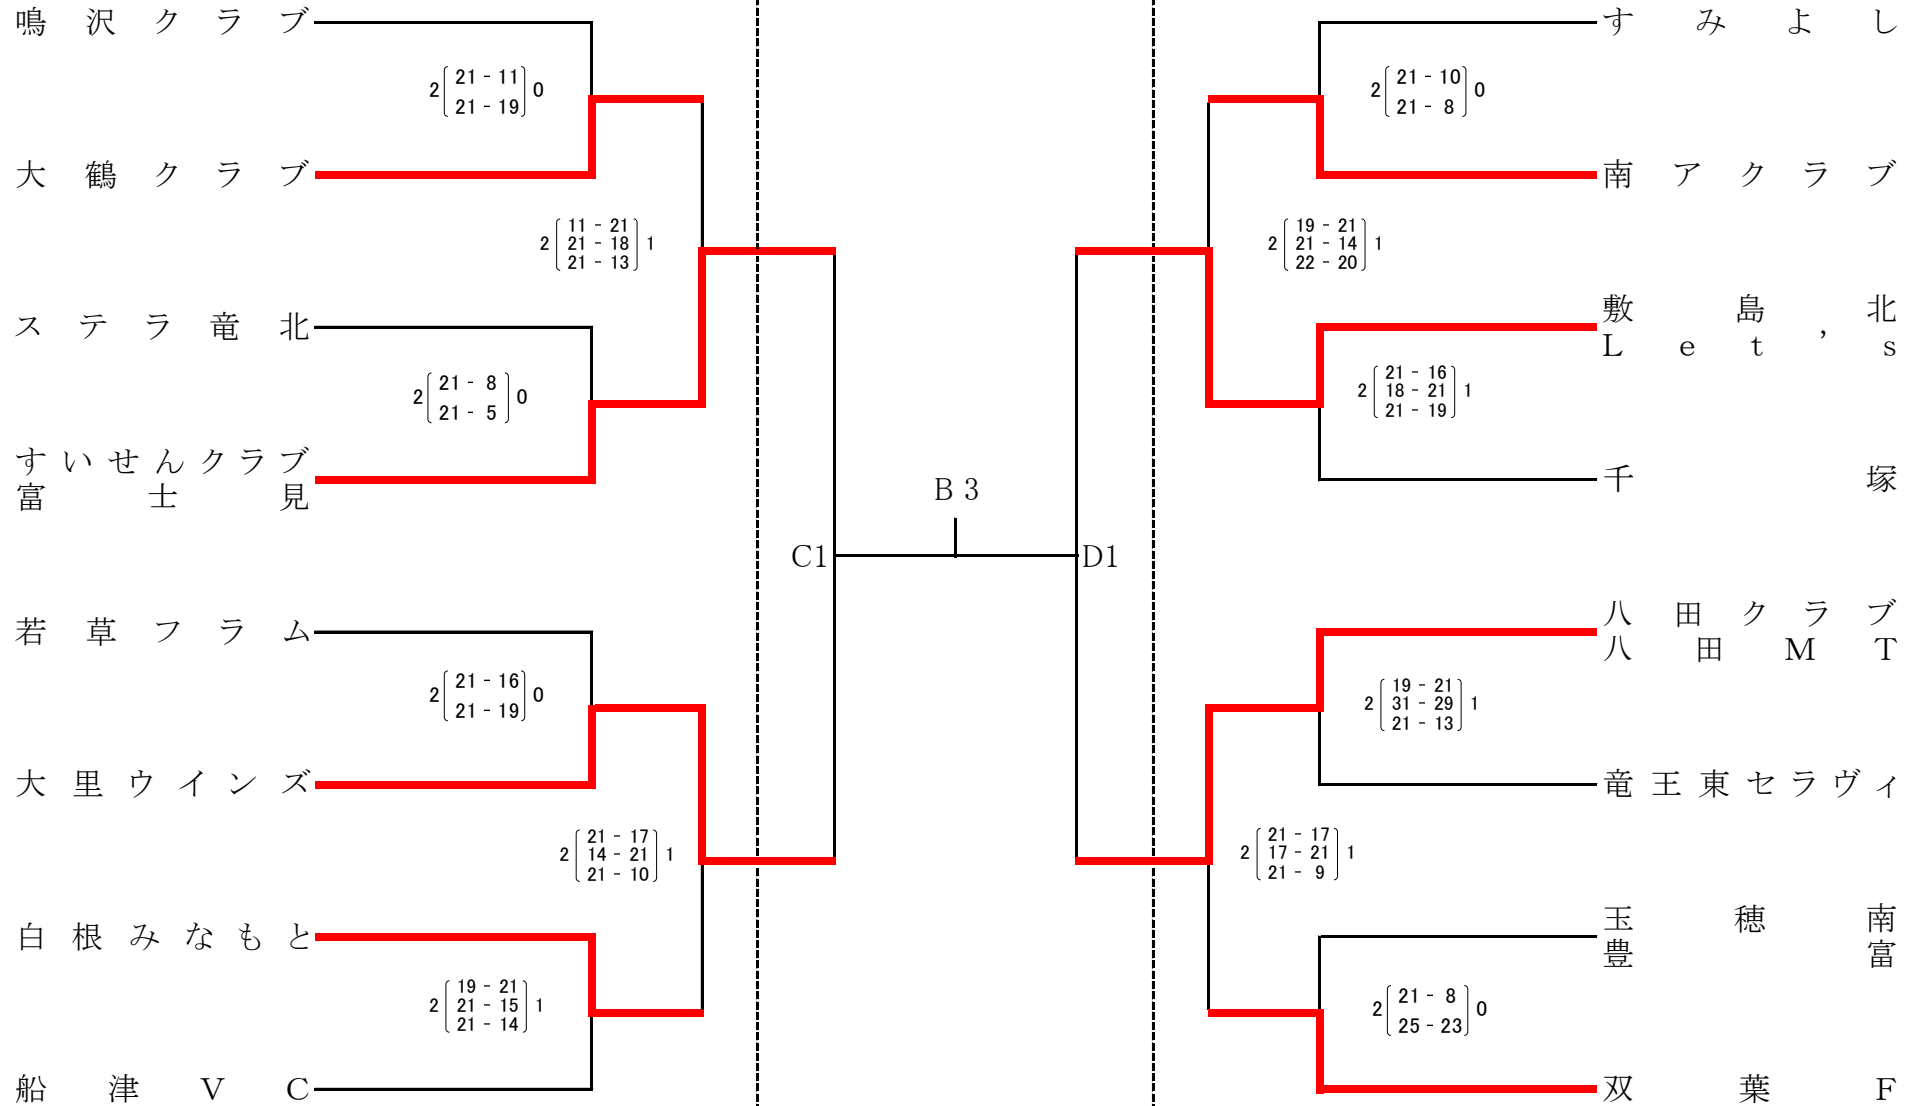 鳴沢クラブ
2 21 - 11 0
21 - 19
大鶴クラブ
2 11 - 21 1
21 - 18
21 - 13
ステラ竜北
2 21 - 8 0
21 - 5
すいせんクラブ
富士見
若草フラム
2 21 - 16 0
21 - 19
大里ウインズ
2 21 - 17 1
14 - 21
21 - 10
白根みなもと
2 19 - 21 1
21 - 15
21 - 14
船津VC
C1
B3
D1
すみよし
2 21 - 10 0
21 - 8
南アクラブ
2 19 - 21 1
21 - 14
22 - 20
敷島北
Let's
2 21 - 16 1
18 - 21
21 - 19
千塚
八田クラブ
八田MT
2 19 - 21 1
31 - 29
21 - 13
竜王東セラヴィ
2 21 - 17 1
17 - 21
21 - 9
玉穂南
豊富
2 21 - 8 0
25 - 23
双葉F